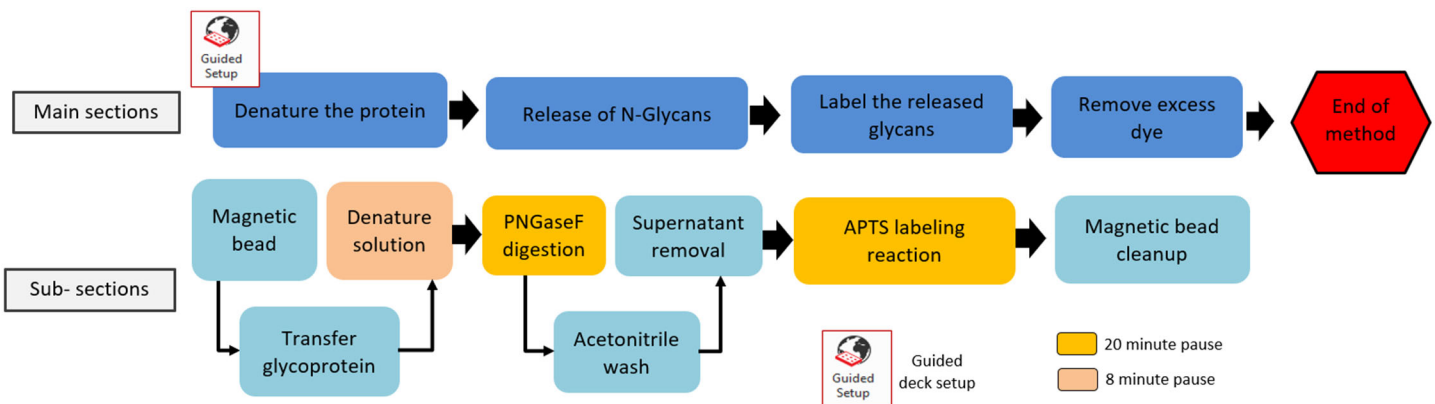 Guided
Setup
Main sections
Denature the protein
Release of N-Glycans
Label the released
glycans
Remove excess
dye
End of
method
Magnetic
bead
Denature
solution
PNGaseF
digestion
Supernatant
removal
APTS labeling
reaction
Magnetic bead
cleanup
Sub- sections
Transfer
glycoprotein
Acetonitrile
wash
Guided
Setup
Guided
deck setup
20 minute pause
8 minute pause